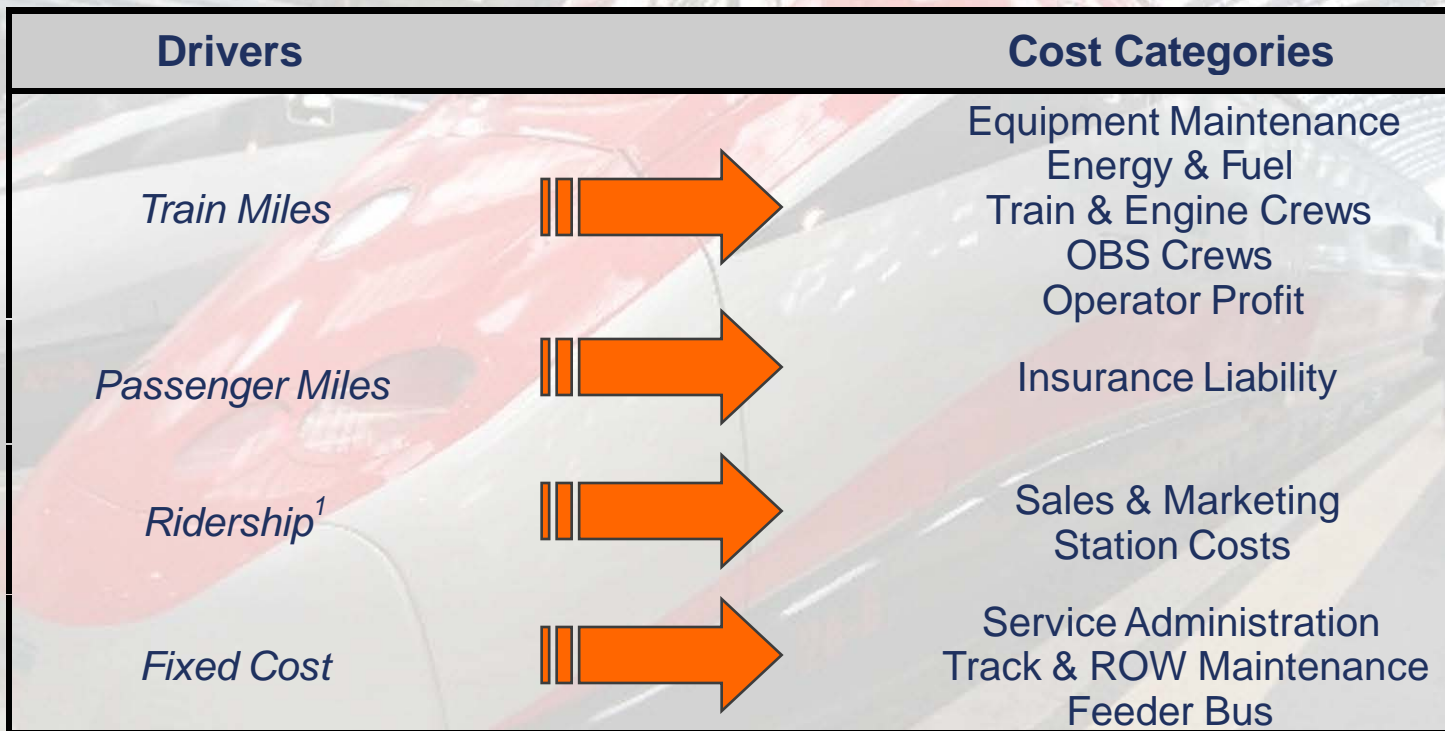 Drivers
Cost Categories
Train Miles
Equipment Maintenance
Energy & Fuel
Train & Engine Crews
OBS Crews
Operator Profit
Passenger Miles
Insurance Liability
Ridership¹
Sales & Marketing
Station Costs
Fixed Cost
Service Administration
Track & ROW Maintenance
Feeder Bus